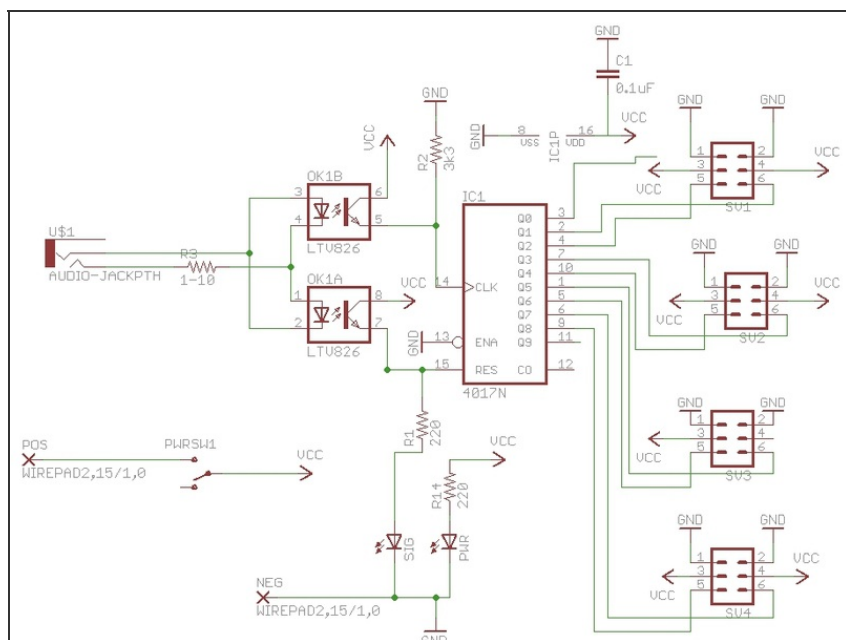 GND
C1
0.1uF
GND
VCC
R2
3k3
GND
8
VSS
IC1P
VDD
16
VCC
GND
GND
1
2
3
4
5
6
VCC
VCC
SV1
OK1B
3
4
6
5
LTV826
U$1
AUDIO-JACKPTH
R3
1-10
OK1A
1
2
8
7
VCC
LTV826
IC1
Q0
3
Q1
2
Q2
4
Q3
7
Q4
10
Q5
1
Q6
5
Q7
6
Q8
9
Q9
11
CO
12
14
CLK
GND
13
ENA
15
RES
4017N
GND
GND
1
2
3
4
5
6
VCC
VCC
SV2
R1
220
GND
GND
1
2
3
4
5
6
VCC
SV3
POS
WIREPAD2,15/1,0
PWRSW1
VCC
VCC
R14
220
SIG
PWR
NEG
WIREPAD2,15/1,0
GND
GND
GND
1
2
3
4
5
6
VCC
VCC
SV4